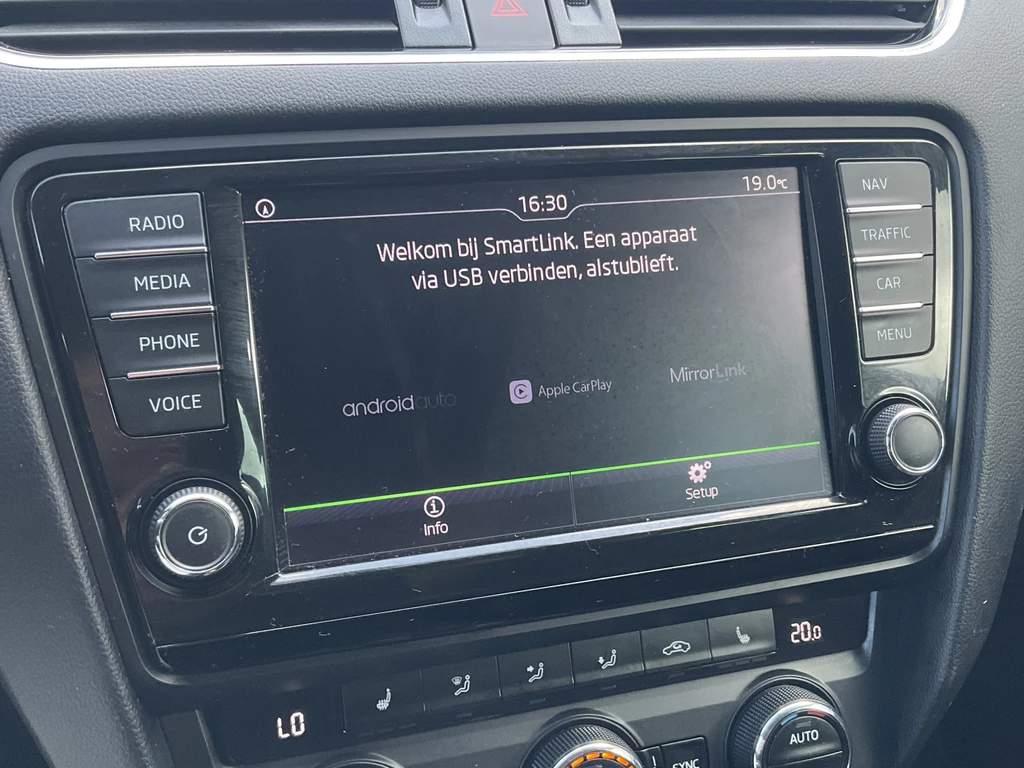 16:30
19.0°C
Welkom bij SmartLink. Een apparaat
via USB verbinden, alstublieft.
androidauto
Apple CarPlay
MirrorLink
Info
Setup
RADIO
MEDIA
PHONE
VOICE
NAV
TRAFFIC
CAR
MENU
LO
20.0
SYNC
AUTO